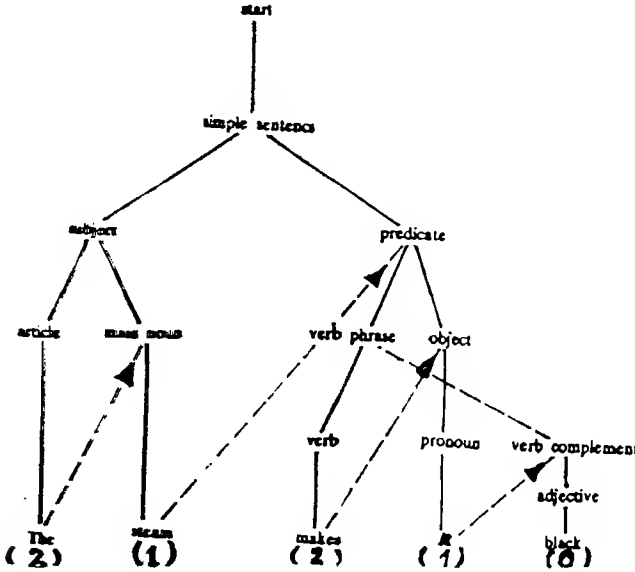 start
simple sentence
subject predicate
article mass noun verb phrase object
verb pronoun verb complement
adjective
The steam makes it black
(2) (1) (2) (1) (0)